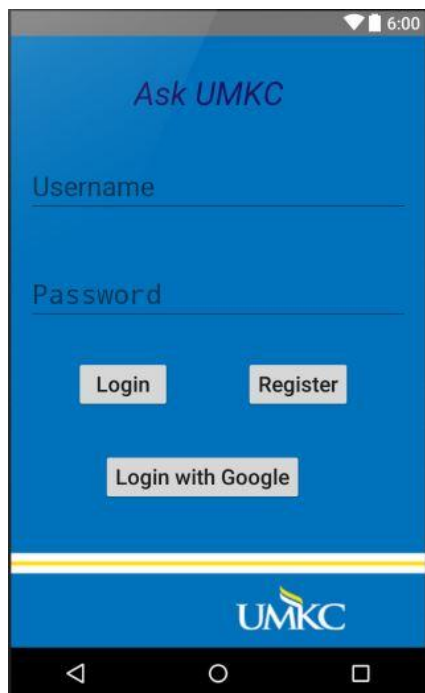 6:00
Ask UMKC
Username
Password
Login Register
Login with Google
UMKC